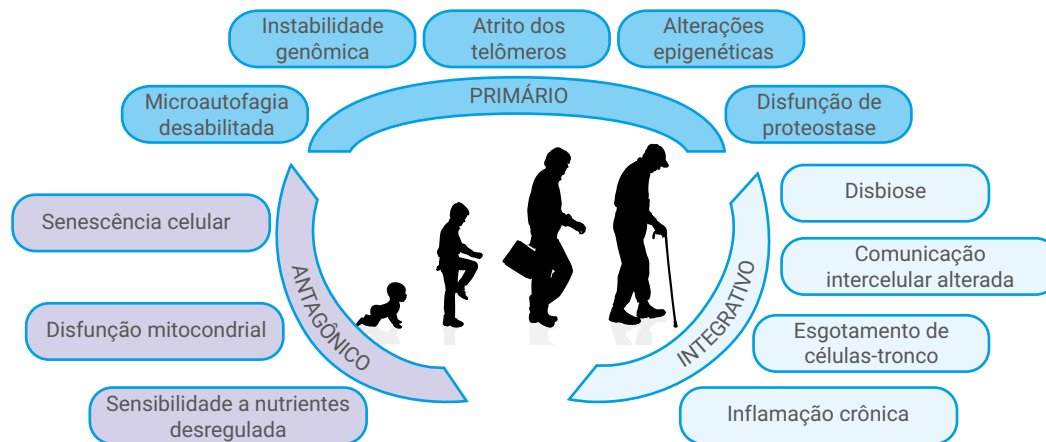 Instabilidade
genômica
Atrito dos
telômeros
Alterações
epigenéticas
Microautofagia
desabilitada
PRIMÁRIO
Disfunção de
proteostase
Senescência celular
Disfunção mitocondrial
Sensibilidade a nutrientes
desregulada
ANTAGÔNICO
Disbiose
Comunicação
intercelular alterada
Esgotamento de
células-tronco
Inflamação crônica
INTEGRATIVO